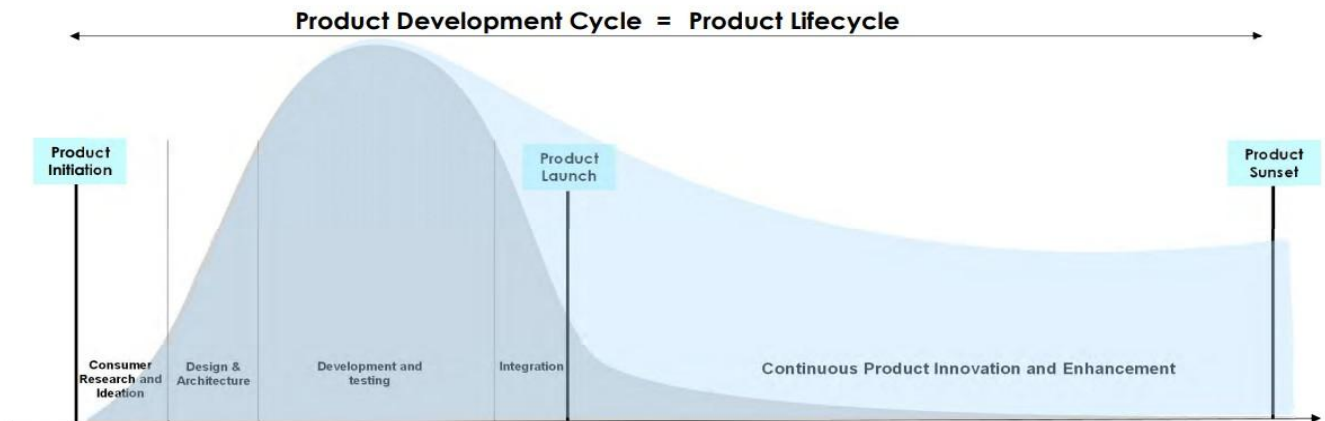 Product Development Cycle = Product Lifecycle
Product
Initiation
Product
Launch
Product
Sunset
Consumer
Research and
Ideation
Design &
Architecture
Development and
testing
Integration
Continuous Product Innovation and Enhancement